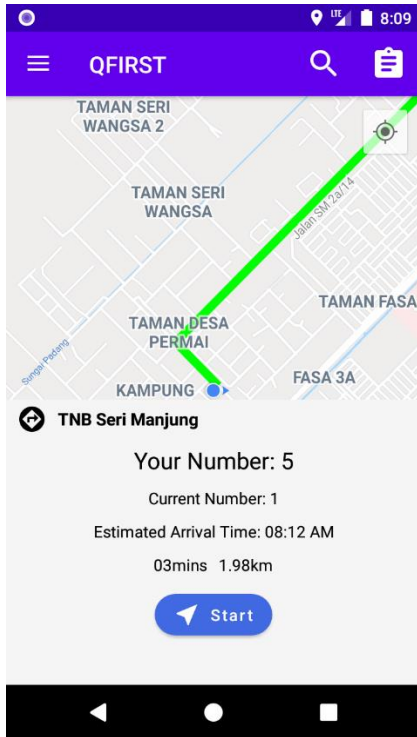 LTE 8:09
QFIRST
TAMAN SERI
WANGSA 2
TAMAN SERI
WANGSA
Jalan SM 2a/14
TAMAN FASA
TAMAN DESA
PERMAI
Sungai Padang
KAMPUNG
FASA 3A
TNB Seri Manjung
Your Number: 5
Current Number: 1
Estimated Arrival Time: 08:12 AM
03mins 1.98km
Start